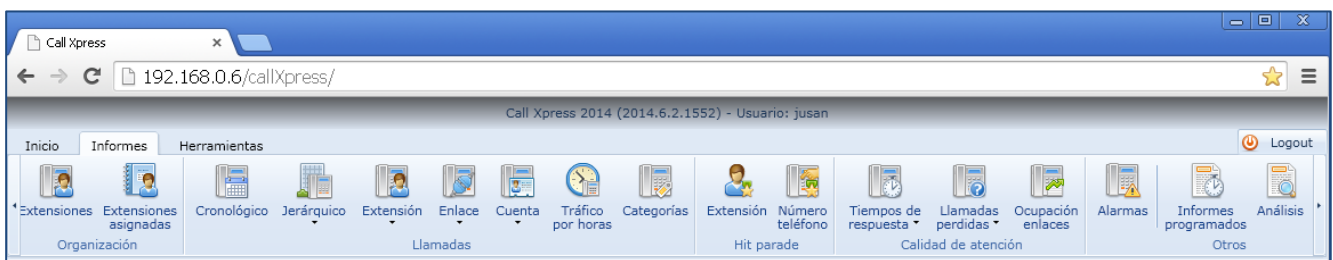 Call Xpress
192.168.0.6/callXpress/
Call Xpress 2014 (2014.6.2.1552) - Usuario: jusan
Inicio Informes Herramientas Logout
Extensiones Extensiones asignadas Cronológico Jerárquico Extensión Enlace Cuenta Tráfico por horas Categorías Extensión Número teléfono Tiempos de respuesta Llamadas perdidas Ocupación enlaces Alarmas Informes programados Análisis
Organización Llamadas Hit parade Calidad de atención Otros